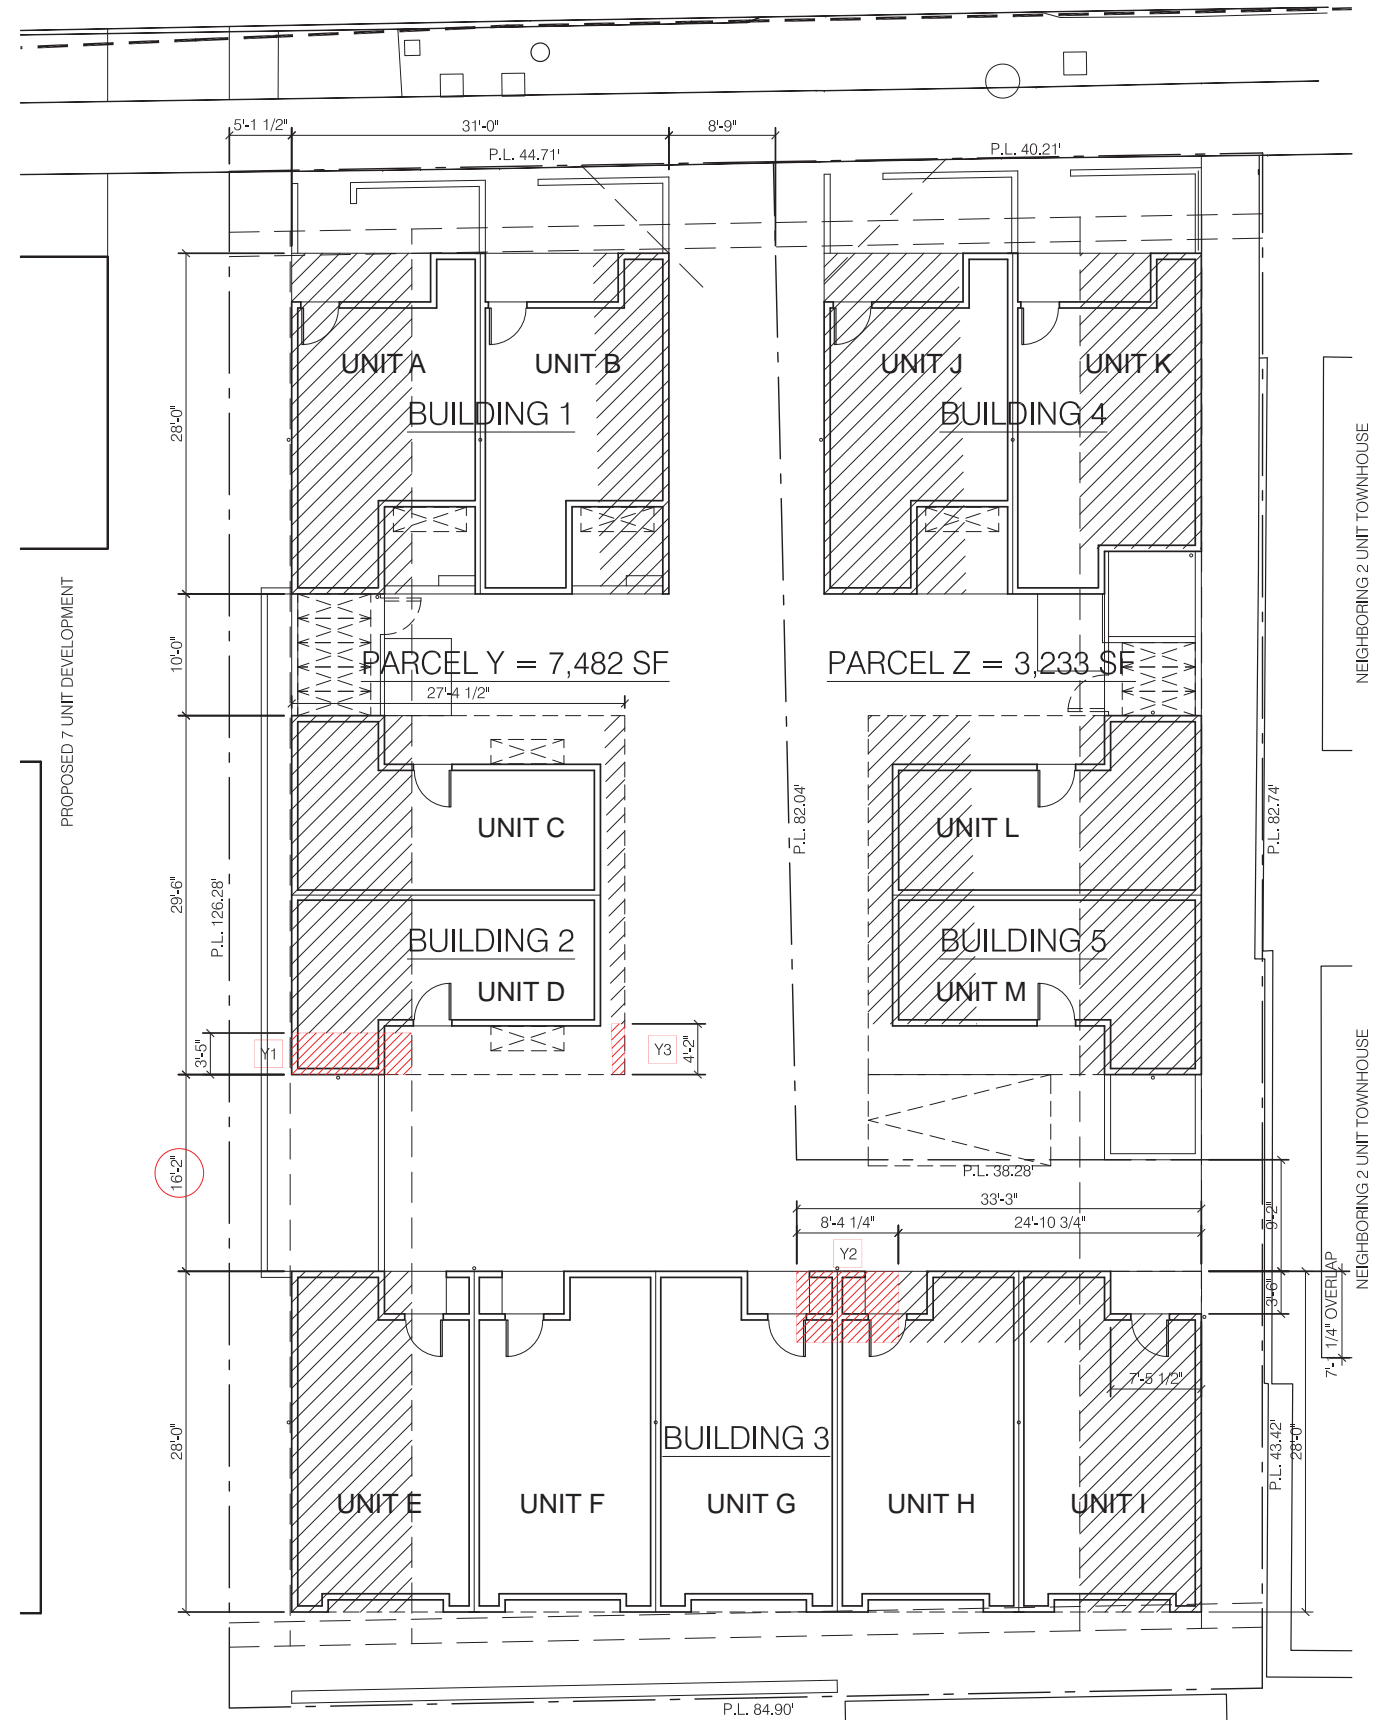 5'-1 1/2"
31'-0"
8'-9"
P.L. 44.71'
P.L. 40.21'
UNIT A
UNIT B
UNIT J
UNIT K
BUILDING 1
BUILDING 4
28'-0"
NEIGHBORING 2 UNIT TOWNHOUSE
PROPOSED 7 UNIT DEVELOPMENT
10'-0"
PARCEL Y = 7,482 SF
PARCEL Z = 3,233 SF
27'-4 1/2"
P.L. 82.04'
P.L. 82.74'
UNIT C
UNIT L
29'-6"
P.L. 126.28'
BUILDING 2
BUILDING 5
UNIT D
UNIT M
3'-5"
Y1
Y3
4'-2"
NEIGHBORING 2 UNIT TOWNHOUSE
16'-2"
P.L. 38.28'
33'-3"
9'-2"
8'-4 1/4"
24'-10 3/4"
Y2
3'-6"
7'-1 1/4" OVERLAP
7'-5 1/2"
28'-0"
BUILDING 3
P.L. 43.42'
28'-0"
UNIT E
UNIT F
UNIT G
UNIT H
UNIT I
P.L. 84.90'